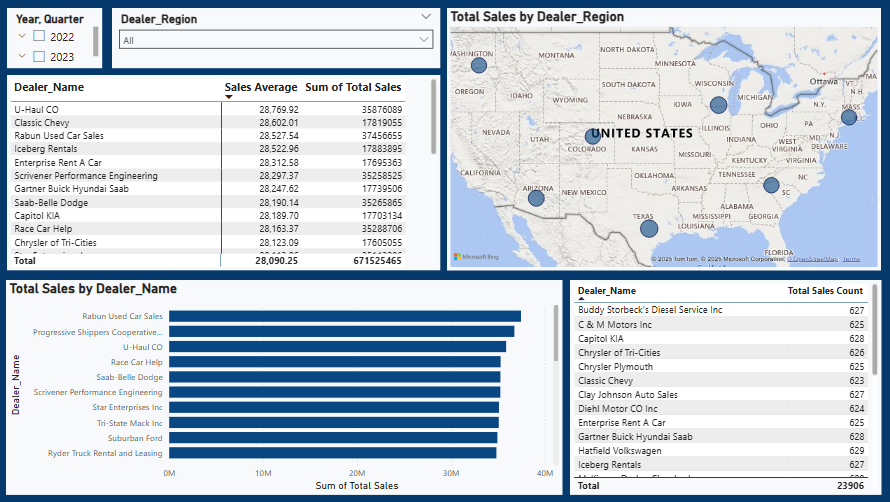 Year, Quarter
2022
2023
Dealer_Region
All
Dealer_Name Sales Average Sum of Total Sales
U-Haul CO 28,769.92 35876089
Classic Chevy 28,602.01 17819055
Rabun Used Car Sales 28,527.54 37456655
Iceberg Rentals 28,522.96 17883895
Enterprise Rent A Car 28,312.58 17695363
Scrivener Performance Engineering 28,297.37 35258525
Gartner Buick Hyundai Saab 28,247.62 17739506
Saab-Belle Dodge 28,190.14 35265865
Capitol KIA 28,189.70 17703134
Race Car Help 28,163.37 35288706
Chrysler of Tri-Cities 28,123.09 17605055
Total 28,090.25 671525465
Total Sales by Dealer_Region
WASHINGTON
MONTANA
NORTH DAKOTA
MINNESOTA
OREGON
IDAHO
WYOMING
SOUTH DAKOTA
WISCONSIN
MICHIGAN
Ottawa
VT.
N.H.
N.Y.
MASS
NEVADA
UTAH
COLORADO
NEBRASKA
IOWA
ILLINOIS
INDIANA
OHIO
PA
NJ
UNITED STATES
KANSAS
MISSOURI
WEST VIRGINIA
MD
DELAWARE
KENTUCKY
VIRGINIA
CALIFORNIA
ARIZONA
NEW MEXICO
OKLAHOMA
ARKANSAS
TENNESSEE
NC
SC
TEXAS
MISSISSIPPI
ALABAMA
GEORGIA
LOUISIANA
FLORIDA
Microsoft Bing
© 2025 TomTom, © 2025 Microsoft Corporation, © OpenStreetMap Terms
Total Sales by Dealer_Name
Dealer_Name
Rabun Used Car Sales
Progressive Shippers Cooperative...
U-Haul CO
Race Car Help
Saab-Belle Dodge
Scrivener Performance Engineering
Star Enterprises Inc
Tri-State Mack Inc
Suburban Ford
Ryder Truck Rental and Leasing
0M 10M 20M 30M 40M
Sum of Total Sales
Dealer_Name Total Sales Count
Buddy Storbeck's Diesel Service Inc 627
C & M Motors Inc 625
Capitol KIA 628
Chrysler of Tri-Cities 626
Chrysler Plymouth 625
Classic Chevy 623
Clay Johnson Auto Sales 627
Diehl Motor CO Inc 624
Enterprise Rent A Car 625
Gartner Buick Hyundai Saab 628
Hatfield Volkswagen 629
Iceberg Rentals 627
Total 23906